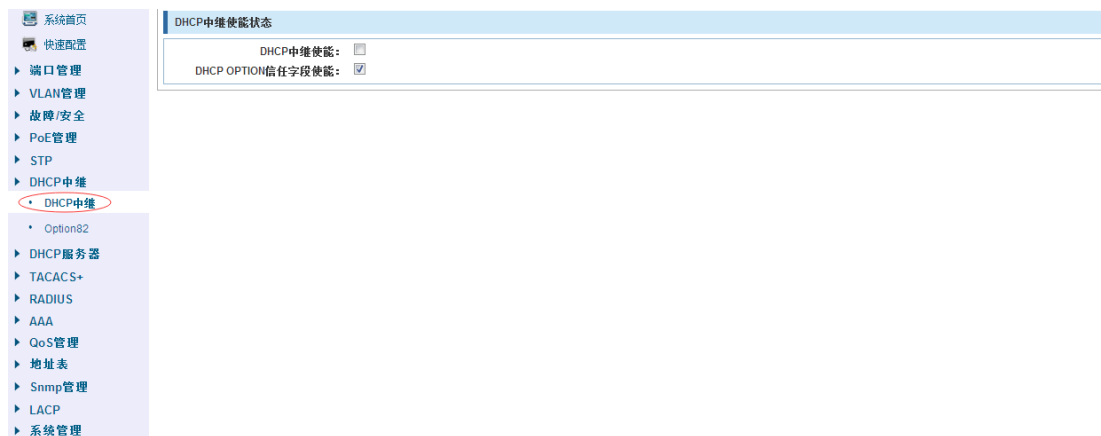 系统首页
快速配置
端口管理
VLAN管理
故障/安全
PoE管理
STP
DHCP中继
DHCP中继
Option82
DHCP服务器
TACACS+
RADIUS
AAA
QoS管理
地址表
Snmp管理
LACP
系统管理
DHCP中继使能状态
DHCP中继使能：
DHCP OPTION信任字段使能：